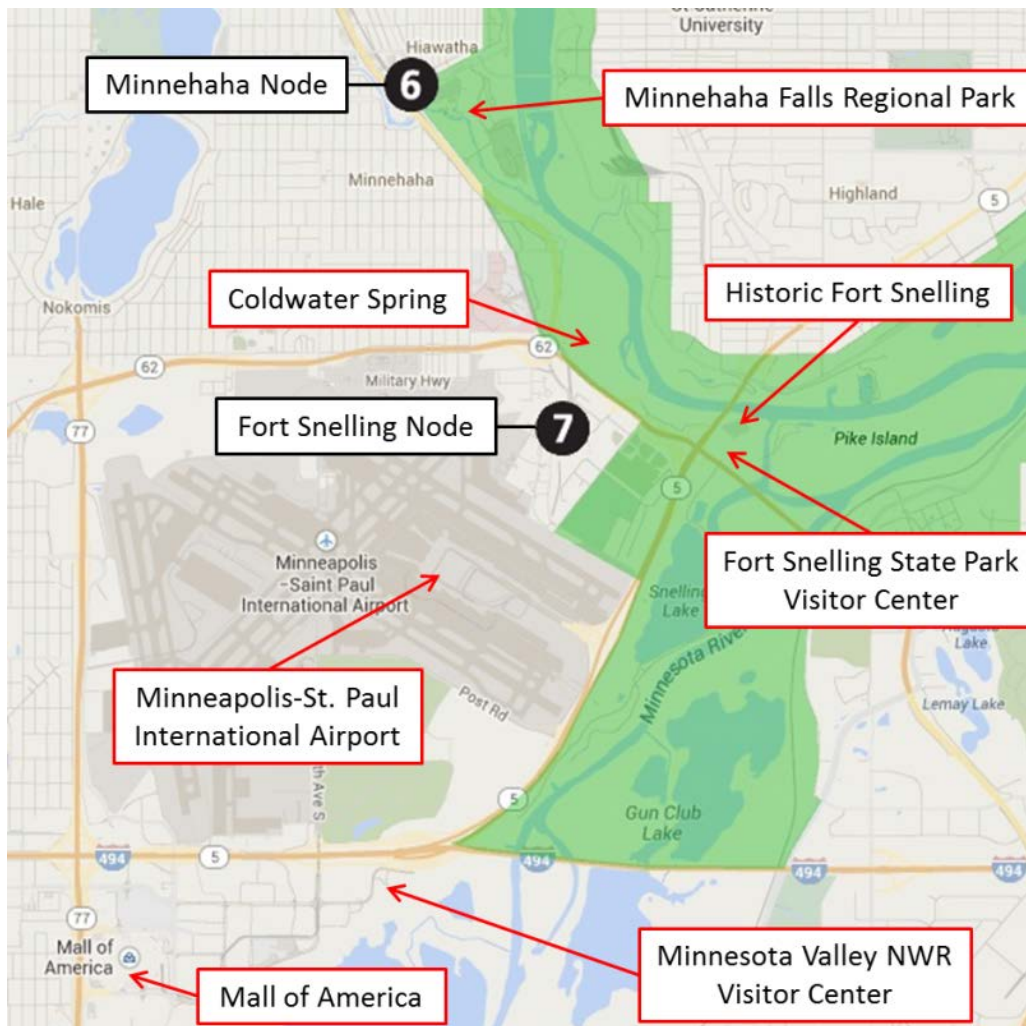 St Catherine
University
Hiawatha
Minnehaha Node
6
Minnehaha Falls Regional Park
Minnehaha
Highland
Hale
5
Coldwater Spring
Historic Fort Snelling
Nokomis
62
62
Military Hwy
77
Fort Snelling Node
7
Pike Island
5
Minneapolis
-Saint Paul
International Airport
Fort Snelling State Park
Visitor Center
Snelling
Lake
Lake
Minnesota River
Minneapolis-St. Paul
International Airport
Post Rd
Lemay Lake
th Ave S
5
Gun Club
Lake
494
5
494
494
77
Mall of
America
Mall of America
Minnesota Valley NWR
Visitor Center